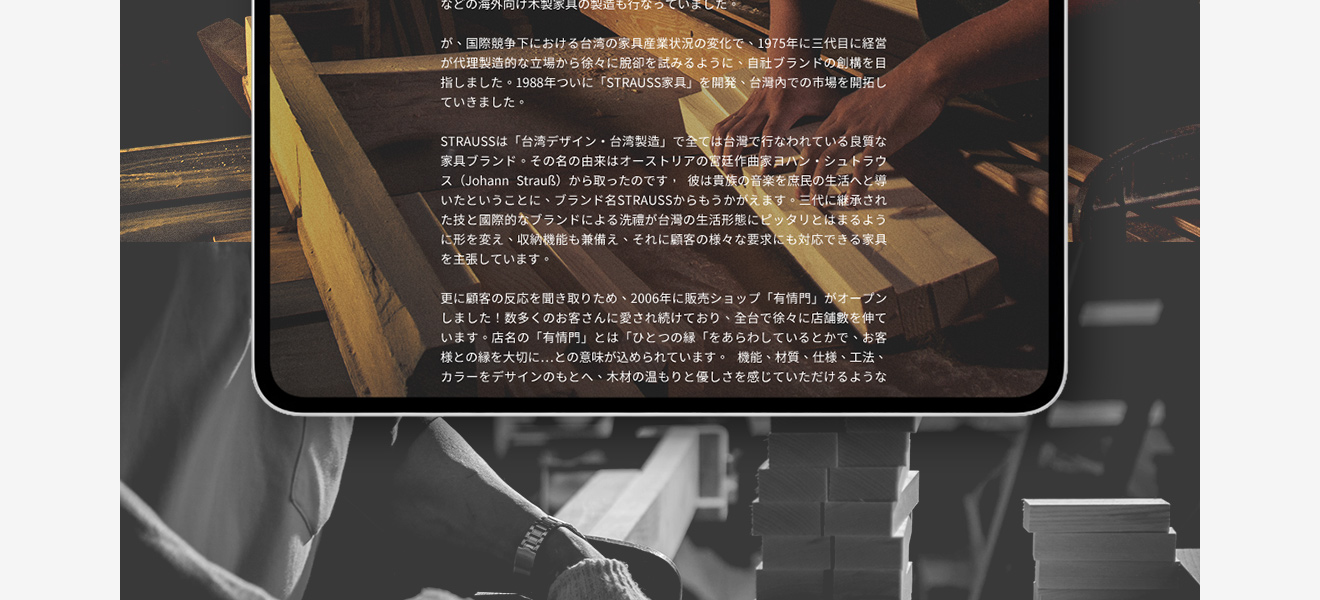 などの海外向け木製家具の製造も行なっていました。
が、国際競争下における台湾の家具産業状況の変化で、1975年に三代目に経営
が代理製造的な立場から徐々に脫卻を試みるように、自社ブランドの創構を目
指しました。1988年ついに「STRAUSS家具」を開発、台灣內での市場を開拓し
ていきました。
STRAUSSは「台湾デザイン・台湾製造」で全ては台灣で行なわれている良質な
家具ブランド。その名の由来はオーストリアの宮廷作曲家ヨハン・シュトラウ
ス（Johann Strauß）から取ったのです， 彼は貴族の音楽を庶民の生活へと導
いたということに、ブランド名STRAUSSからもうかがえます。三代に継承され
た技と國際的なブランドによる洗禮が台灣の生活形態にピッタリとはまるよう
に形を変え、収納機能も兼備え、それに顧客の様々な要求にも対応できる家具
を主張しています。
更に顧客の反応を聞き取りため、2006年に販売ショップ「有情門」がオープン
しました！数多くのお客さんに愛され続けており、全台で徐々に店舗數を伸て
います。店名の「有情門」とは「ひとつの縁「をあらわしているとかで、お客
様との縁を大切に…との意味が込められています。 機能、材質、仕様、工法、
カラーをデサインのもとへ、木材の温もりと優しさを感じていただけるような